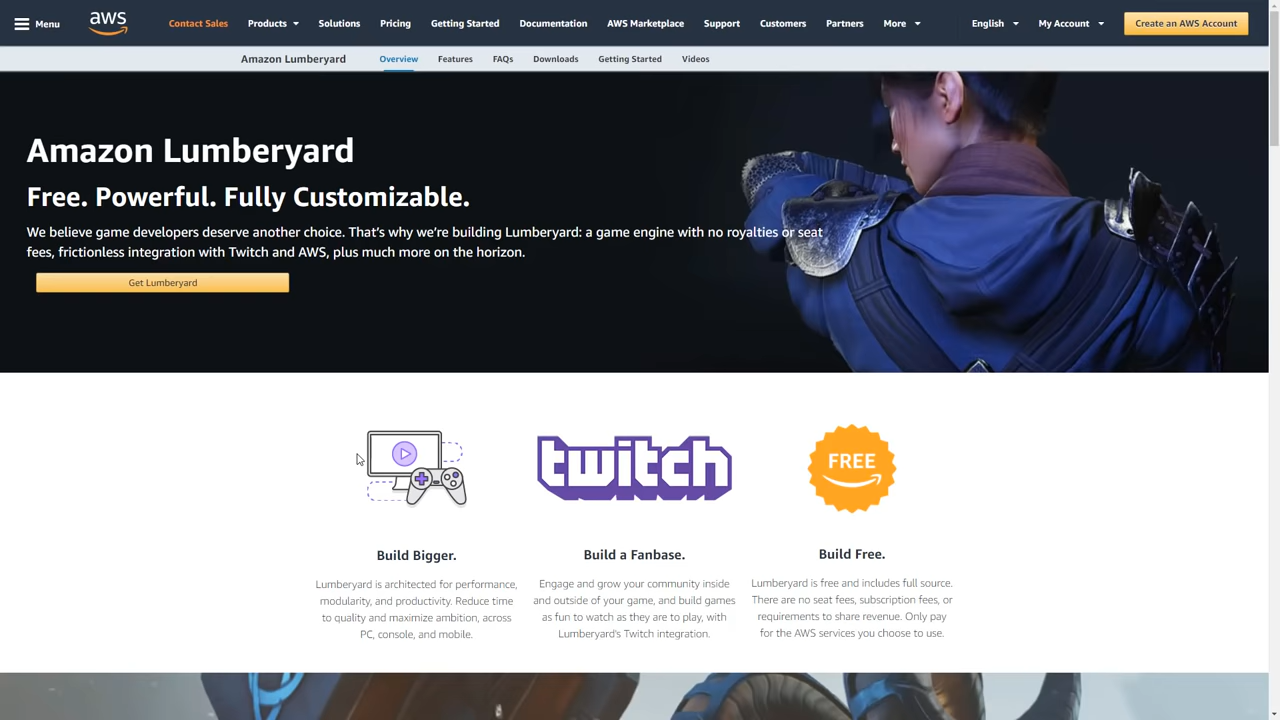 Menu
aws
Contact Sales
Products
Solutions
Pricing
Getting Started
Documentation
AWS Marketplace
Support
Customers
Partners
More
English
My Account
Create an AWS Account
Amazon Lumberyard
Overview
Features
FAQs
Downloads
Getting Started
Videos
Amazon Lumberyard
Free. Powerful. Fully Customizable.
We believe game developers deserve another choice. That’s why we’re building Lumberyard: a game engine with no royalties or seat
fees, frictionless integration with Twitch and AWS, plus much more on the horizon.
Get Lumberyard
twitch
FREE
Build Bigger.
Lumberyard is architected for performance,
modularity, and productivity. Reduce time
to quality and maximize ambition, across
PC, console, and mobile.
Build a Fanbase.
Engage and grow your community inside
and outside of your game, and build games
as fun to watch as they are to play, with
Lumberyard's Twitch integration.
Build Free.
Lumberyard is free and includes full source.
There are no seat fees, subscription fees, or
requirements to share revenue. Only pay
for the AWS services you choose to use.